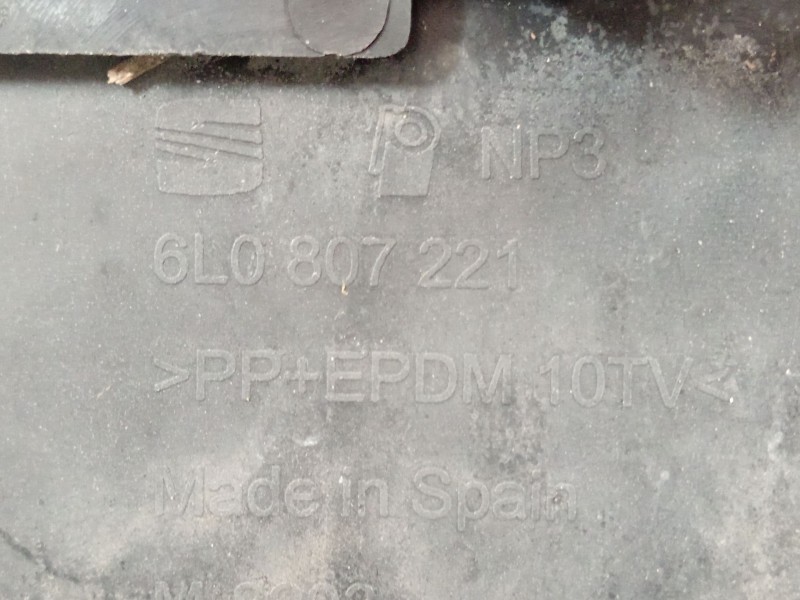 NP3
6L0 807 221
>PP+EPDM 10TV<
Made in Spain